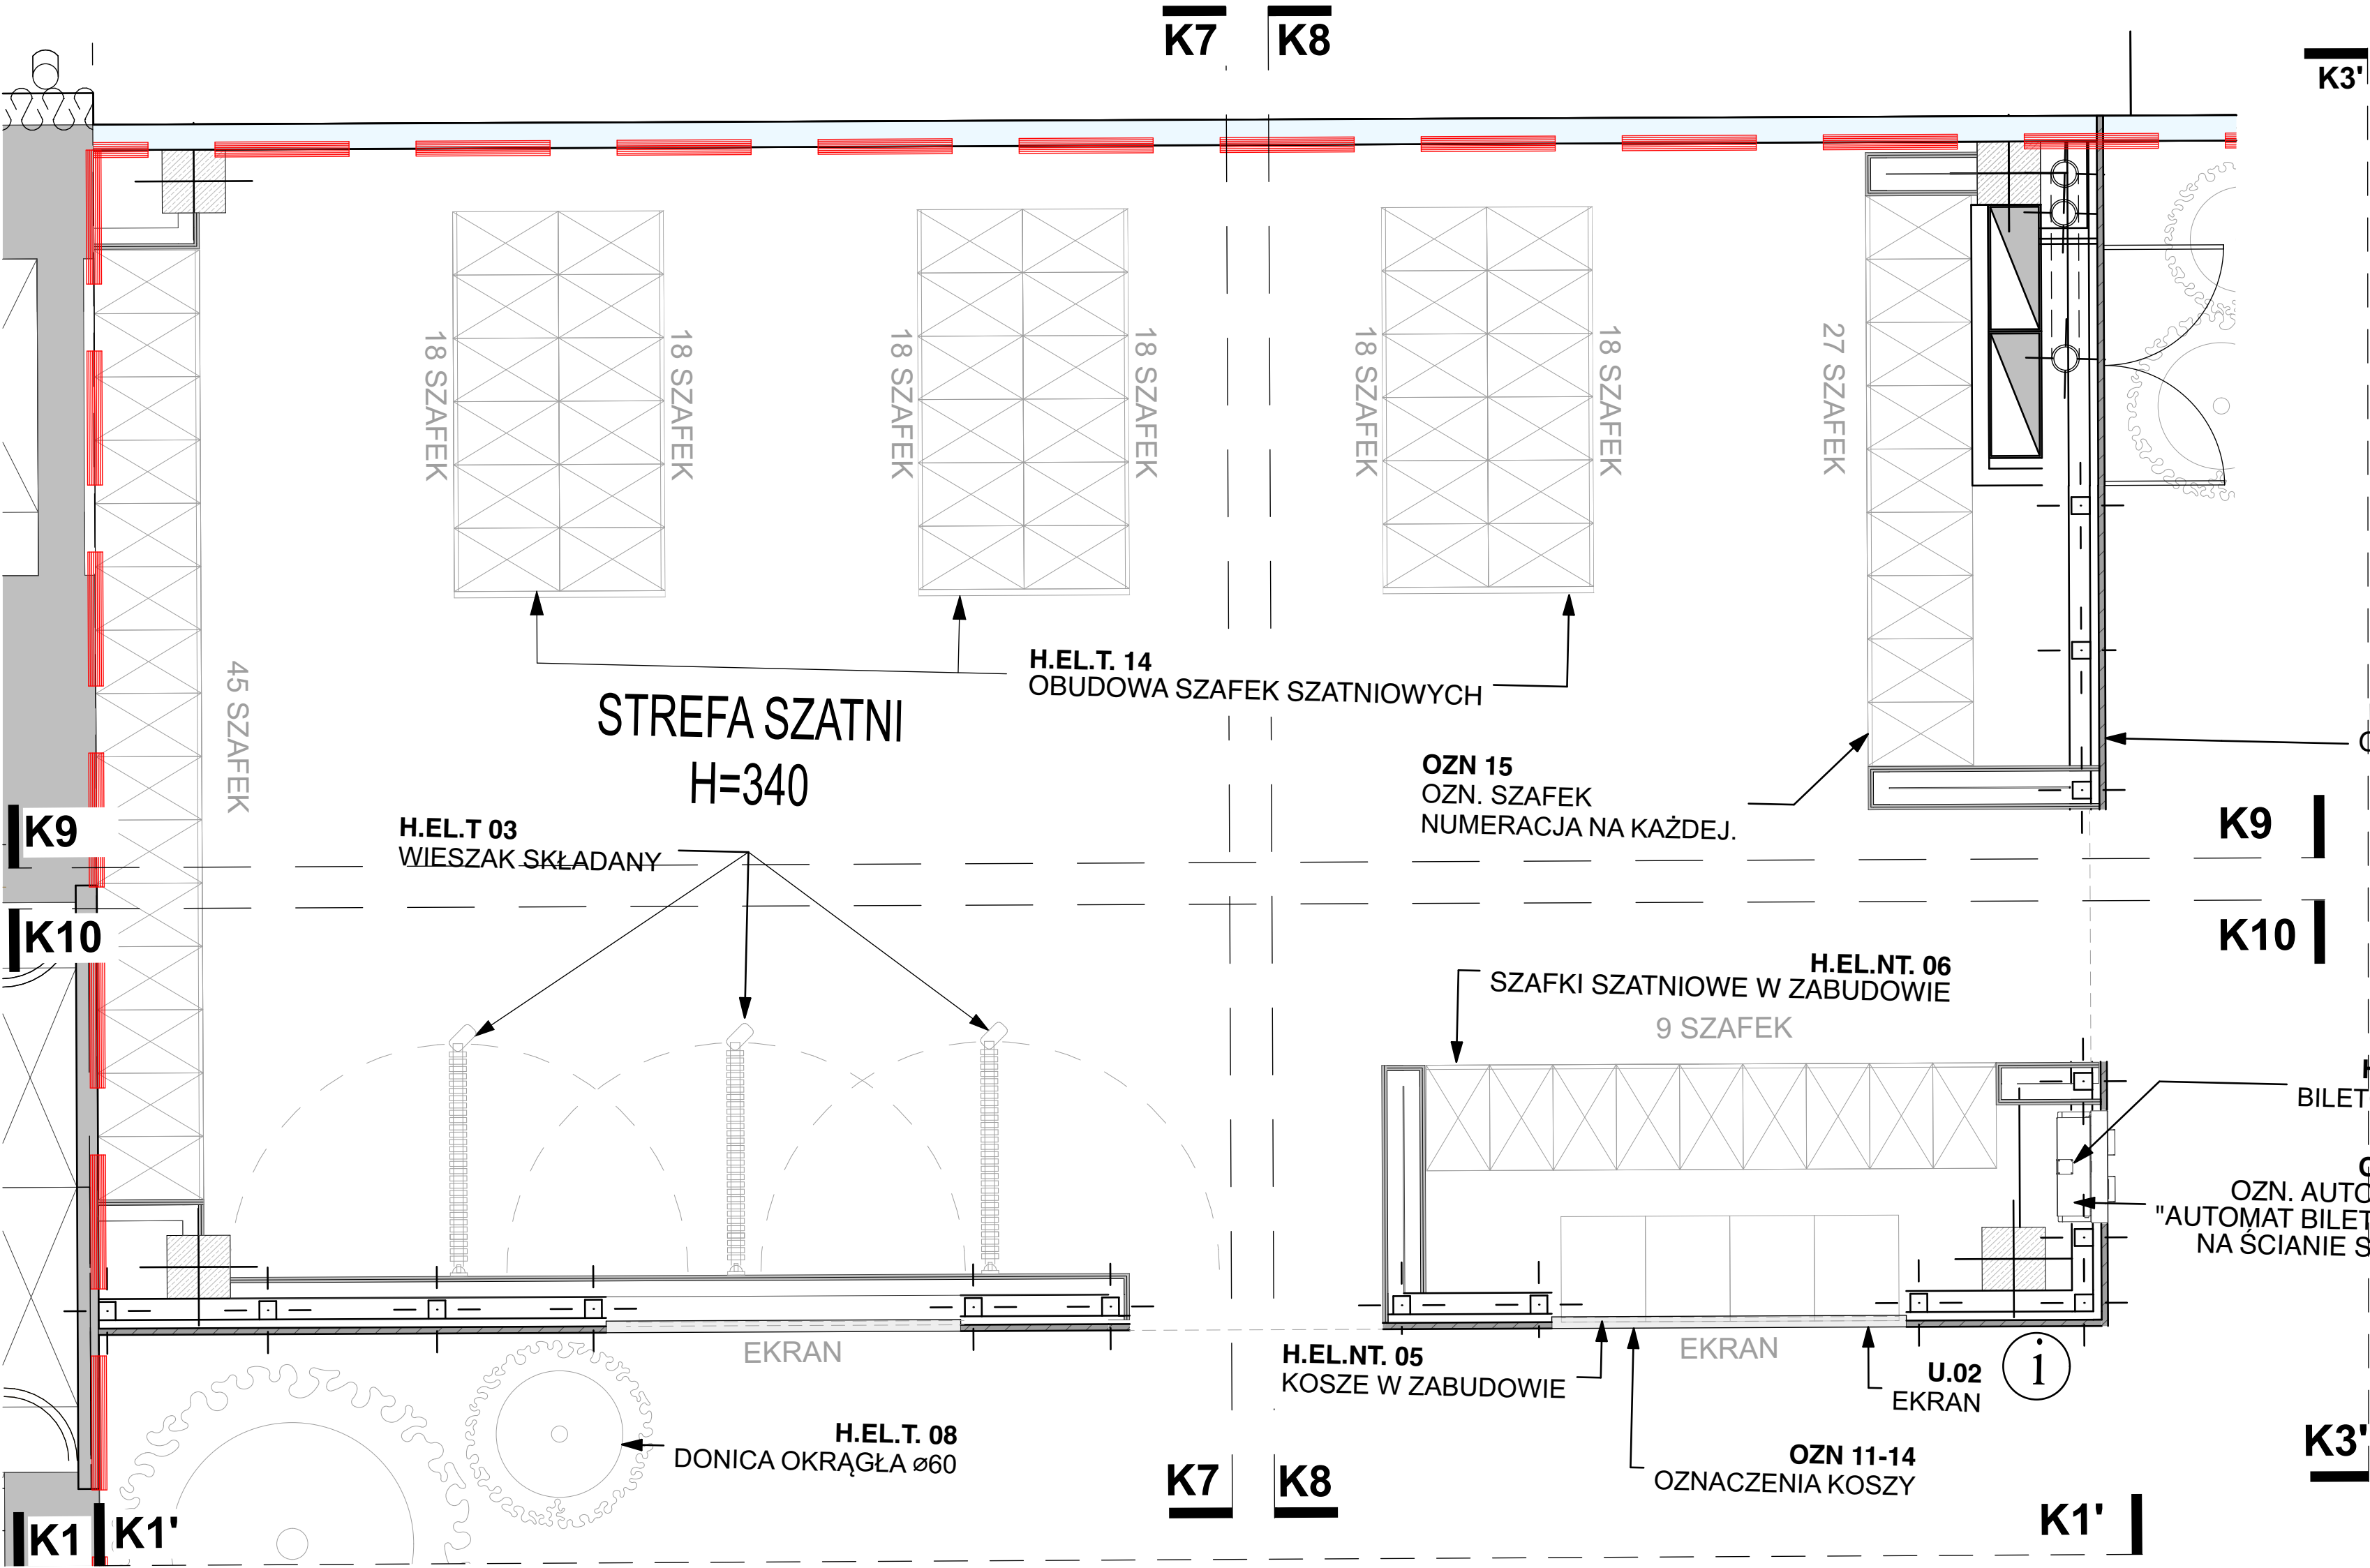 K7 K8
K3'
18 SZAFEK
18 SZAFEK
18 SZAFEK
18 SZAFEK
18 SZAFEK
18 SZAFEK
27 SZAFEK
45 SZAFEK
H.EL.T. 14
OBUDOWA SZAFEK SZATNIOWYCH
STREFA SZATNI
H=340
OZN 15
OZN. SZAFEK
NUMERACJA NA KAŻDEJ.
K9
H.EL.T 03
WIESZAK SKŁADANY
K9
K10
K10
H.EL.NT. 06
SZAFKI SZATNIOWE W ZABUDOWIE
9 SZAFEK
BILET
OZN. AUTO
"AUTOMAT BILET
NA ŚCIANIE S
EKRAN
EKRAN
H.EL.NT. 05
KOSZE W ZABUDOWIE
U.02
EKRAN
i
H.EL.T. 08
DONICA OKRĄGŁA ø60
OZN 11-14
OZNACZENIA KOSZY
K7 K8
K3'
K1 K1'
K1'